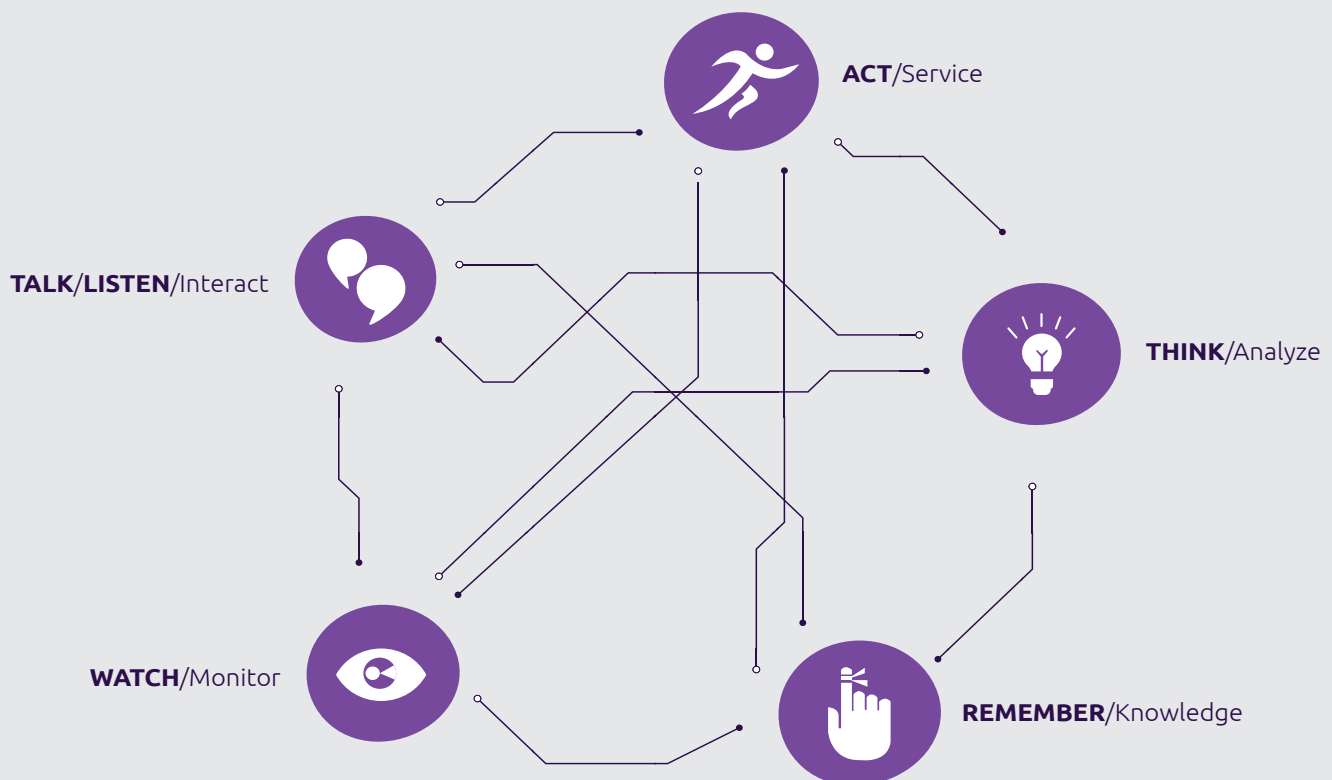 ACT/Service
TALK/LISTEN/Interact
THINK/Analyze
WATCH/Monitor
REMEMBER/Knowledge